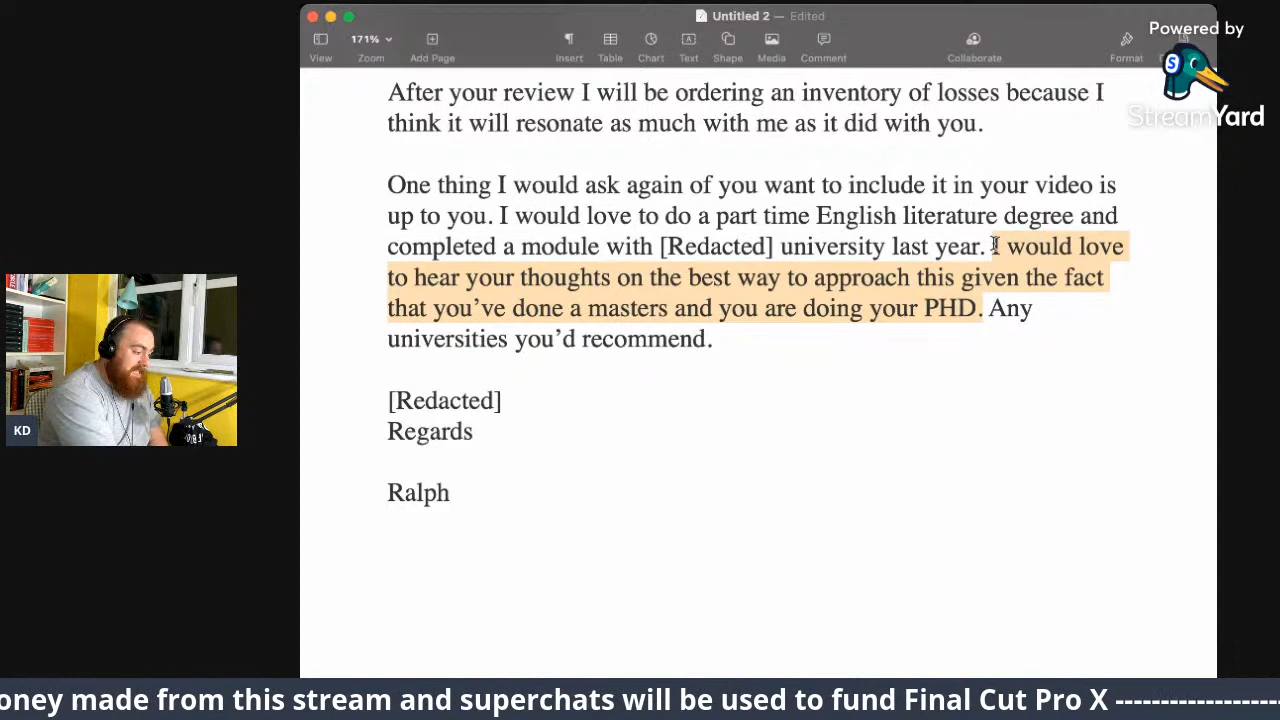 Untitled 2 — Edited
171%
View
Zoom
Add Page
Insert
Table
Chart
Text
Shape
Media
Comment
Collaborate
Format
Powered by
StreamYard
After your review I will be ordering an inventory of losses because I
think it will resonate as much with me as it did with you.
One thing I would ask again of you want to include it in your video is
up to you. I would love to do a part time English literature degree and
completed a module with [Redacted] university last year. I would love
to hear your thoughts on the best way to approach this given the fact
that you’ve done a masters and you are doing your PHD. Any
universities you’d recommend.
[Redacted]
Regards
Ralph
KD
oney made from this stream and superchats will be used to fund Final Cut Pro X ------------------